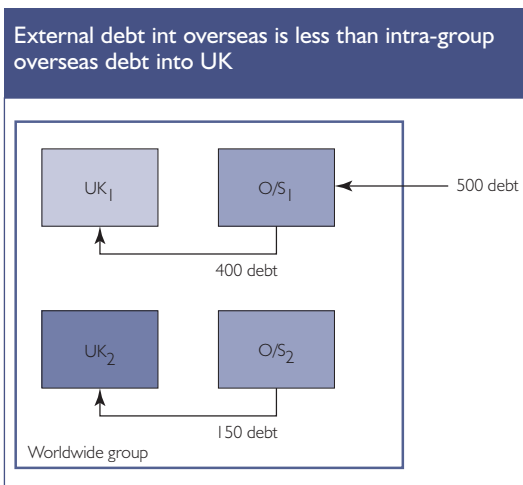 External debt int overseas is less than intra-group
overseas debt into UK
UK1
O/S1
500 debt
400 debt
UK2
O/S2
150 debt
Worldwide group